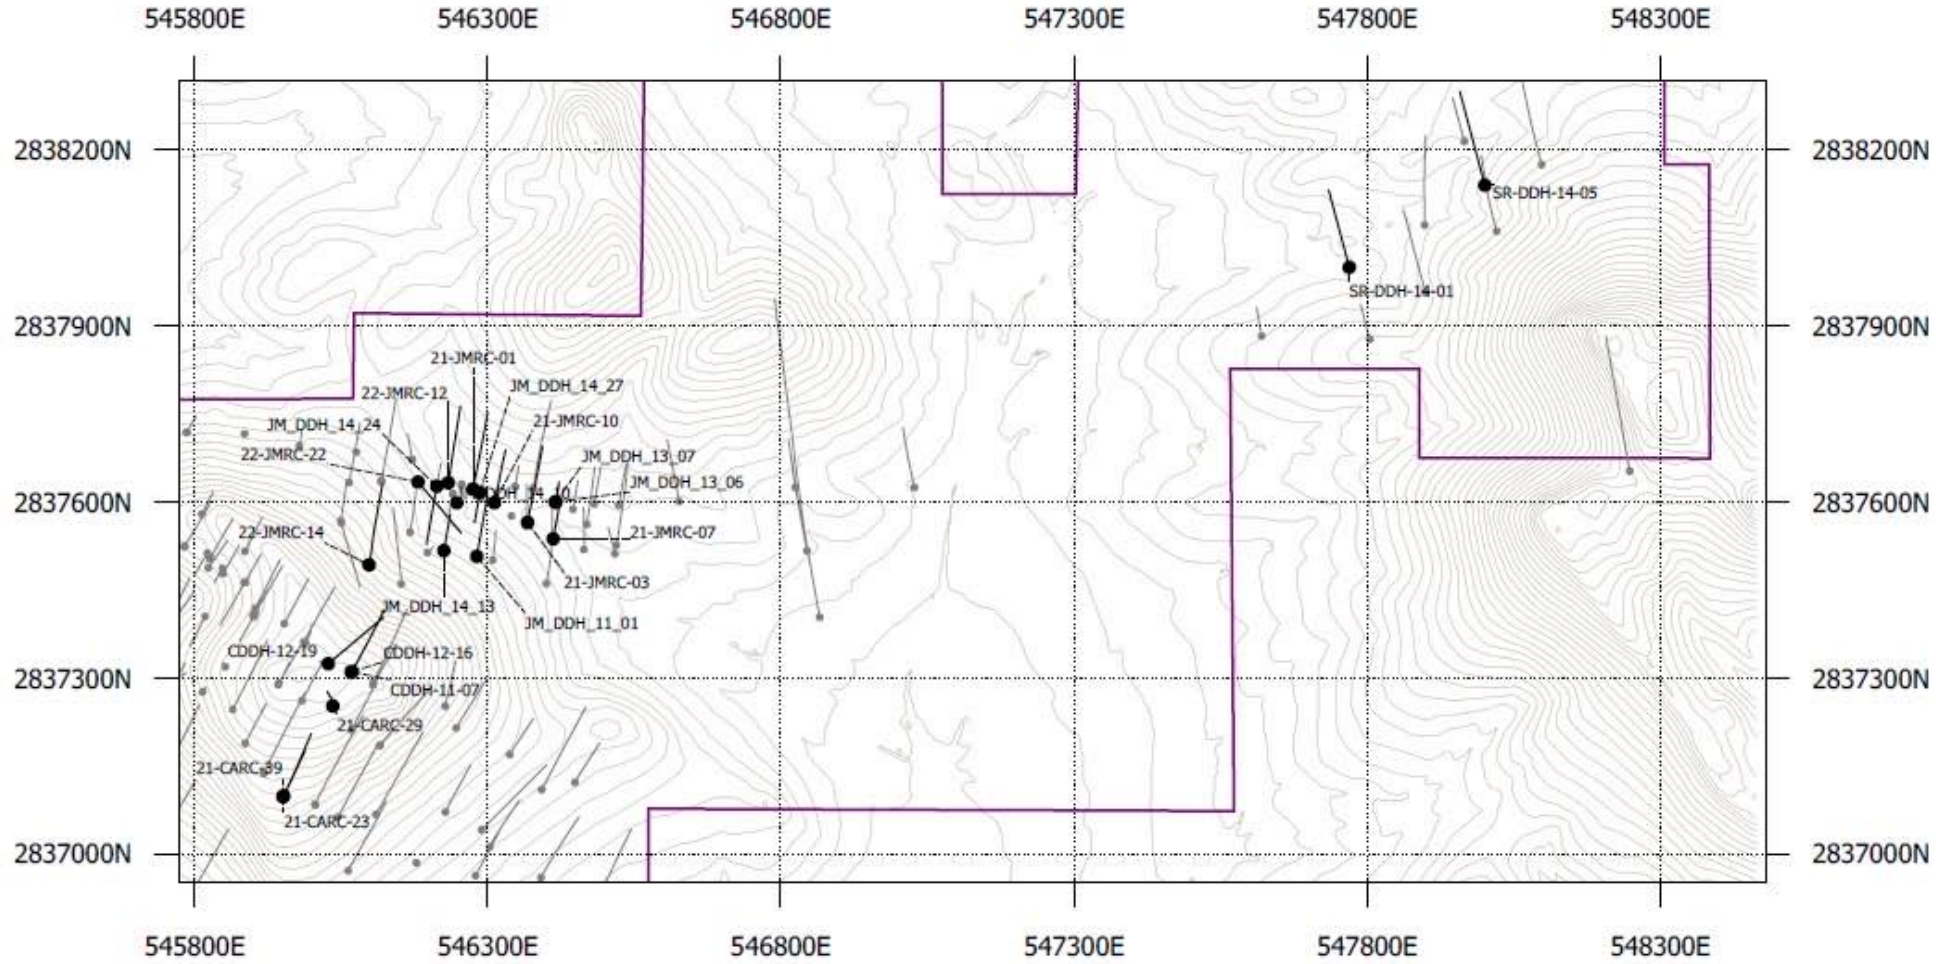 545800E 546300E 546800E 547300E 547800E 548300E
2838200N 2838200N
SR-DDH-14-05
SR-DDH-14-01
2837900N 2837900N
21-JMRC-01
JM_DDH_14_27
22-JMRC-12
21-JMRC-10
JM_DDH_14_24
22-JMRC-22
JM_DDH_13_07
JM_DDH_13_06
2837600N 2837600N
22-JMRC-14
21-JMRC-07
21-JMRC-03
JM_DDH_14_13
JM_DDH_11_01
CDDH-12-19
CDDH-12-16
2837300N 2837300N
CDDH-11-07
21-CARC-29
21-CARC-39
21-CARC-23
2837000N 2837000N
545800E 546300E 546800E 547300E 547800E 548300E